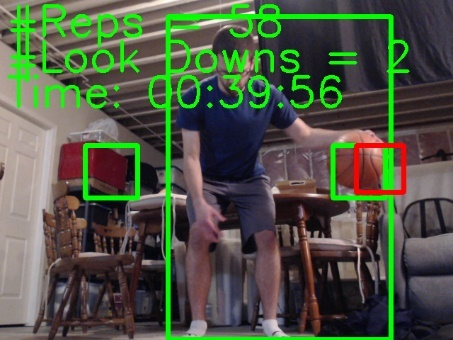 #Reps = 58
#Look Downs = 2
Time: 00:39:56